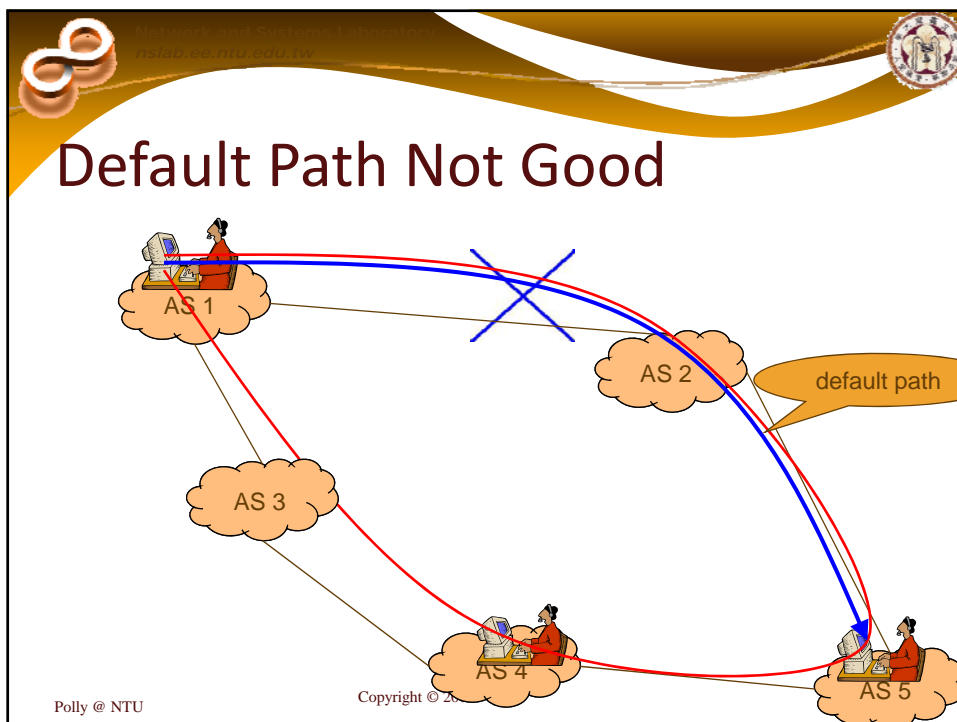 Network and Systems Laboratory
nslab.ee.ntu.edu.tw
Default Path Not Good
AS 1
AS 2
default path
AS 3
AS 4
AS 5
Polly @ NTU
Copyright ©